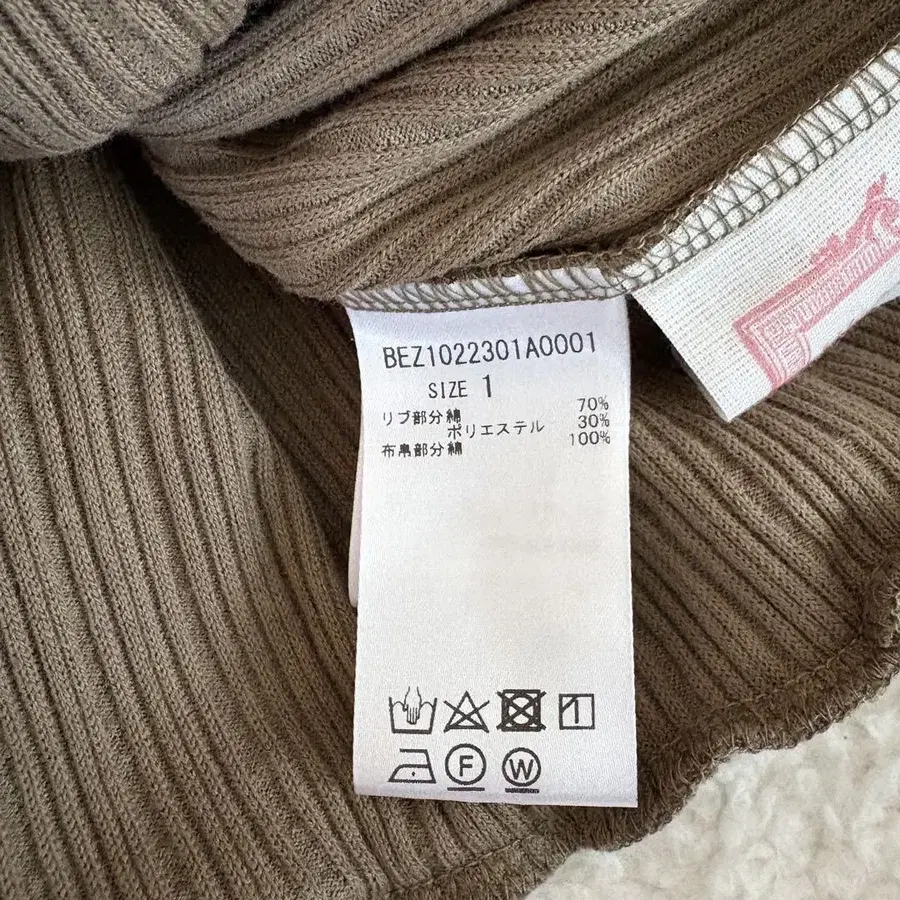 BEZ1022301A0001
SIZE 1
リブ部分綿 70%
ポリエステル 30%
布帛部分綿 100%
F W